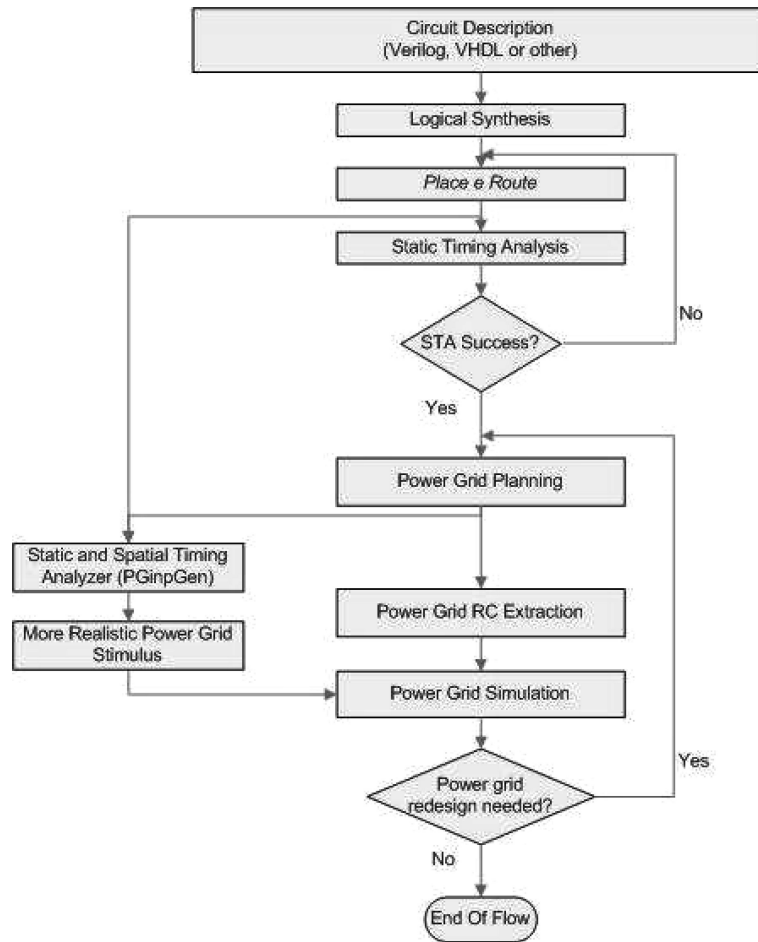 Circuit Description
(Verilog, VHDL or other)
Logical Synthesis
Place e Route
Static Timing Analysis
No
STA Success?
Yes
Power Grid Planning
Static and Spatial Timing
Analyzer (PGinpGen)
Power Grid RC Extraction
More Realistic Power Grid
Stimulus
Power Grid Simulation
Yes
Power grid
redesign needed?
No
End Of Flow